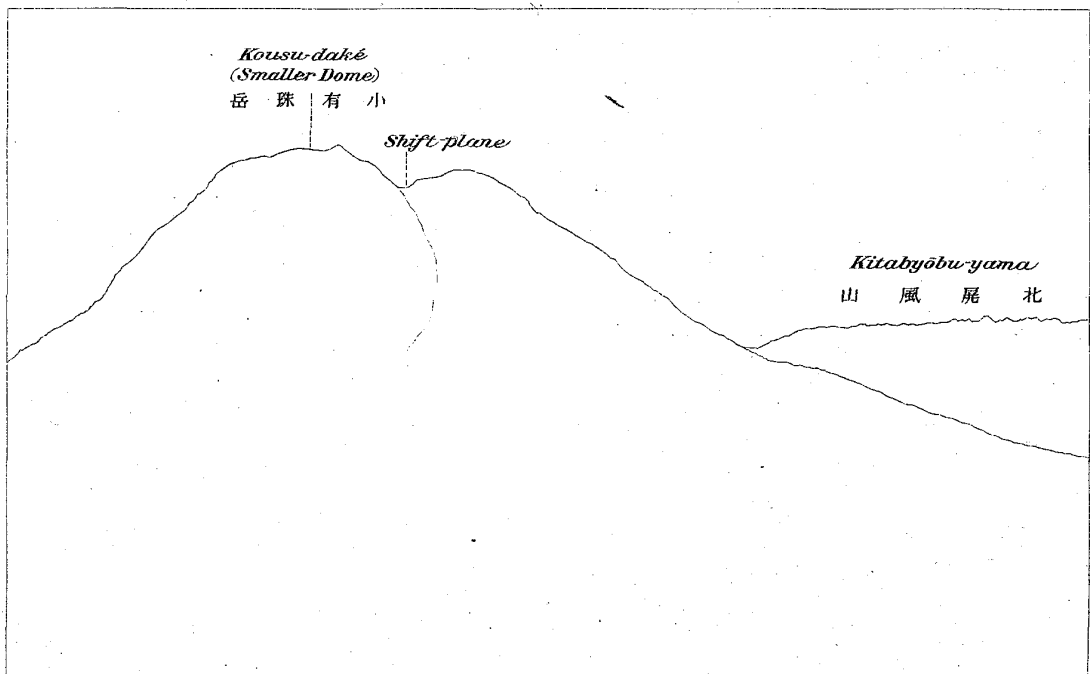 Kousu-daké
(Smaller Dome)
岳珠有小
Shift-plane
Kitabyōbu-yama
山風屏北